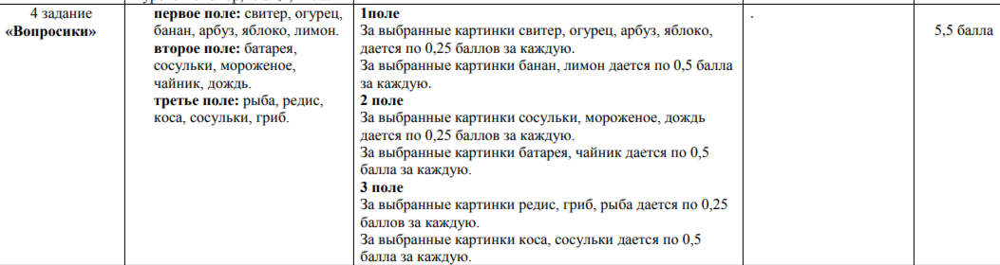 4 задание
«Вопросики»
первое поле: свитер, огурец,
банан, арбуз, яблоко, лимон.
второе поле: батарея,
сосульки, мороженое,
чайник, дождь.
третье поле: рыба, редис,
коса, сосульки, гриб.
1поле
За выбранные картинки свитер, огурец, арбуз, яблоко,
дается по 0,25 баллов за каждую.
За выбранные картинки банан, лимон дается по 0,5 балла
за каждую.
2 поле
За выбранные картинки сосульки, мороженое, дождь
дается по 0,25 баллов за каждую.
За выбранные картинки батарея, чайник дается по 0,5
балла за каждую.
3 поле
За выбранные картинки редис, гриб, рыба дается по 0,25
баллов за каждую.
За выбранные картинки коса, сосульки дается по 0,5
балла за каждую.
.
5,5 балла